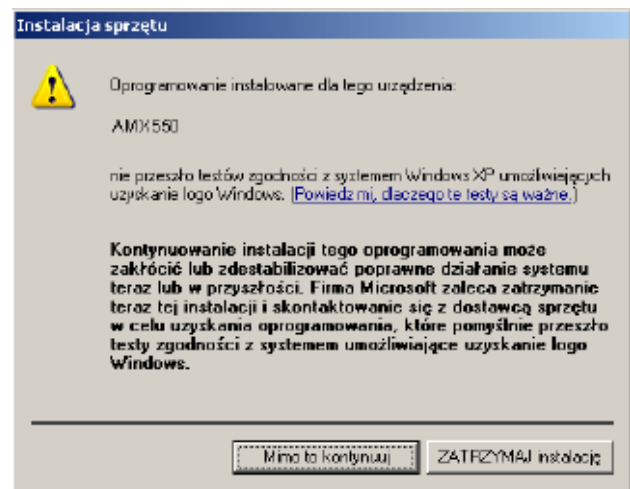 Instalacja sprzętu
Oprogramowanie instalowane dla tego urządzenia:
AMX550
nie przeszło testów zgodności z systemem Windows XP umożliwiających
uzyskanie logo Windows. (Powiedz mi, dlaczego te testy są ważne.)
Kontynuowanie instalacji tego oprogramowania może
zakłócić lub zdestabilizować poprawne działanie systemu
teraz lub w przyszłości. Firma Microsoft zaleca zatrzymanie
teraz tej instalacji i skontaktowanie się z dostawcą sprzętu
w celu uzyskania oprogramowania, które pomyślnie przeszło
testy zgodności z systemem umożliwiające uzyskanie logo
Windows.
Mimo to kontynuuj
ZATRZYMAJ instalację